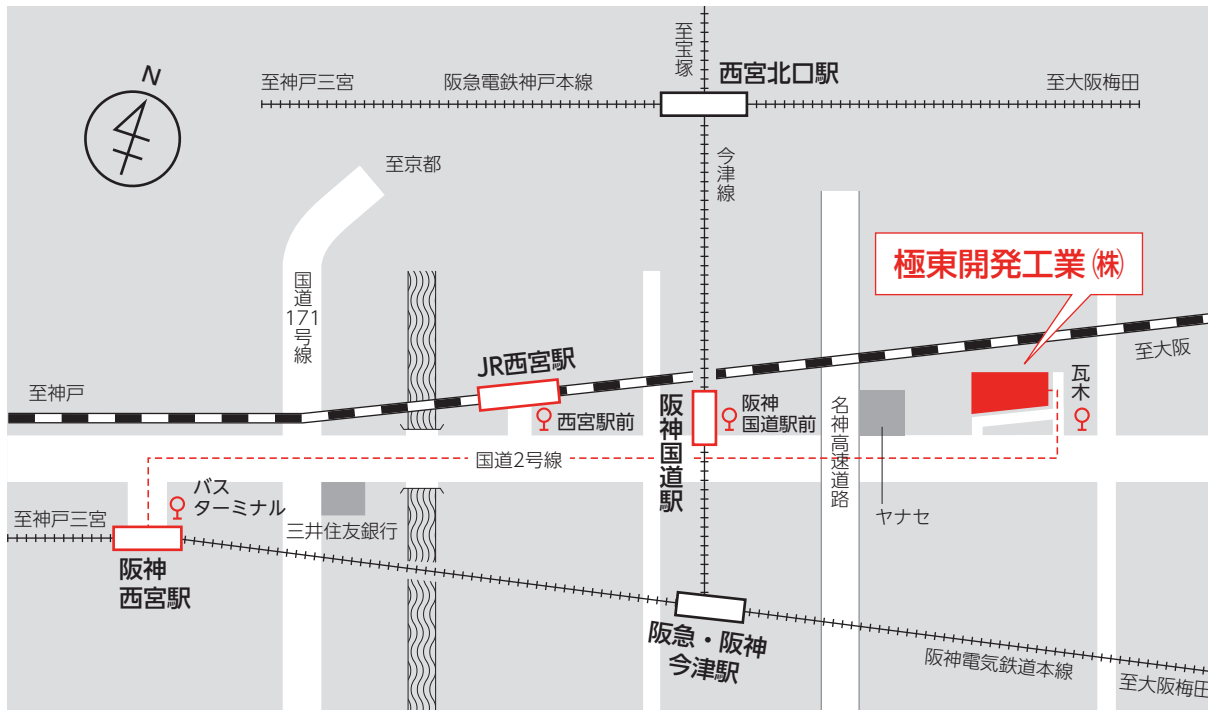 N
至神戸三宮
阪急電鉄神戸本線
至宝塚
西宮北口駅
至大阪梅田
今津線
至京都
国道171号線
極東開発工業㈱
至大阪
JR西宮駅
至神戸
西宮駅前
阪神国道駅
阪神
国道駅前
名神高速道路
瓦木
国道2号線
ヤナセ
バス
ターミナル
三井住友銀行
至神戸三宮
阪神
西宮駅
阪急・阪神
今津駅
阪神電気鉄道本線
至大阪梅田